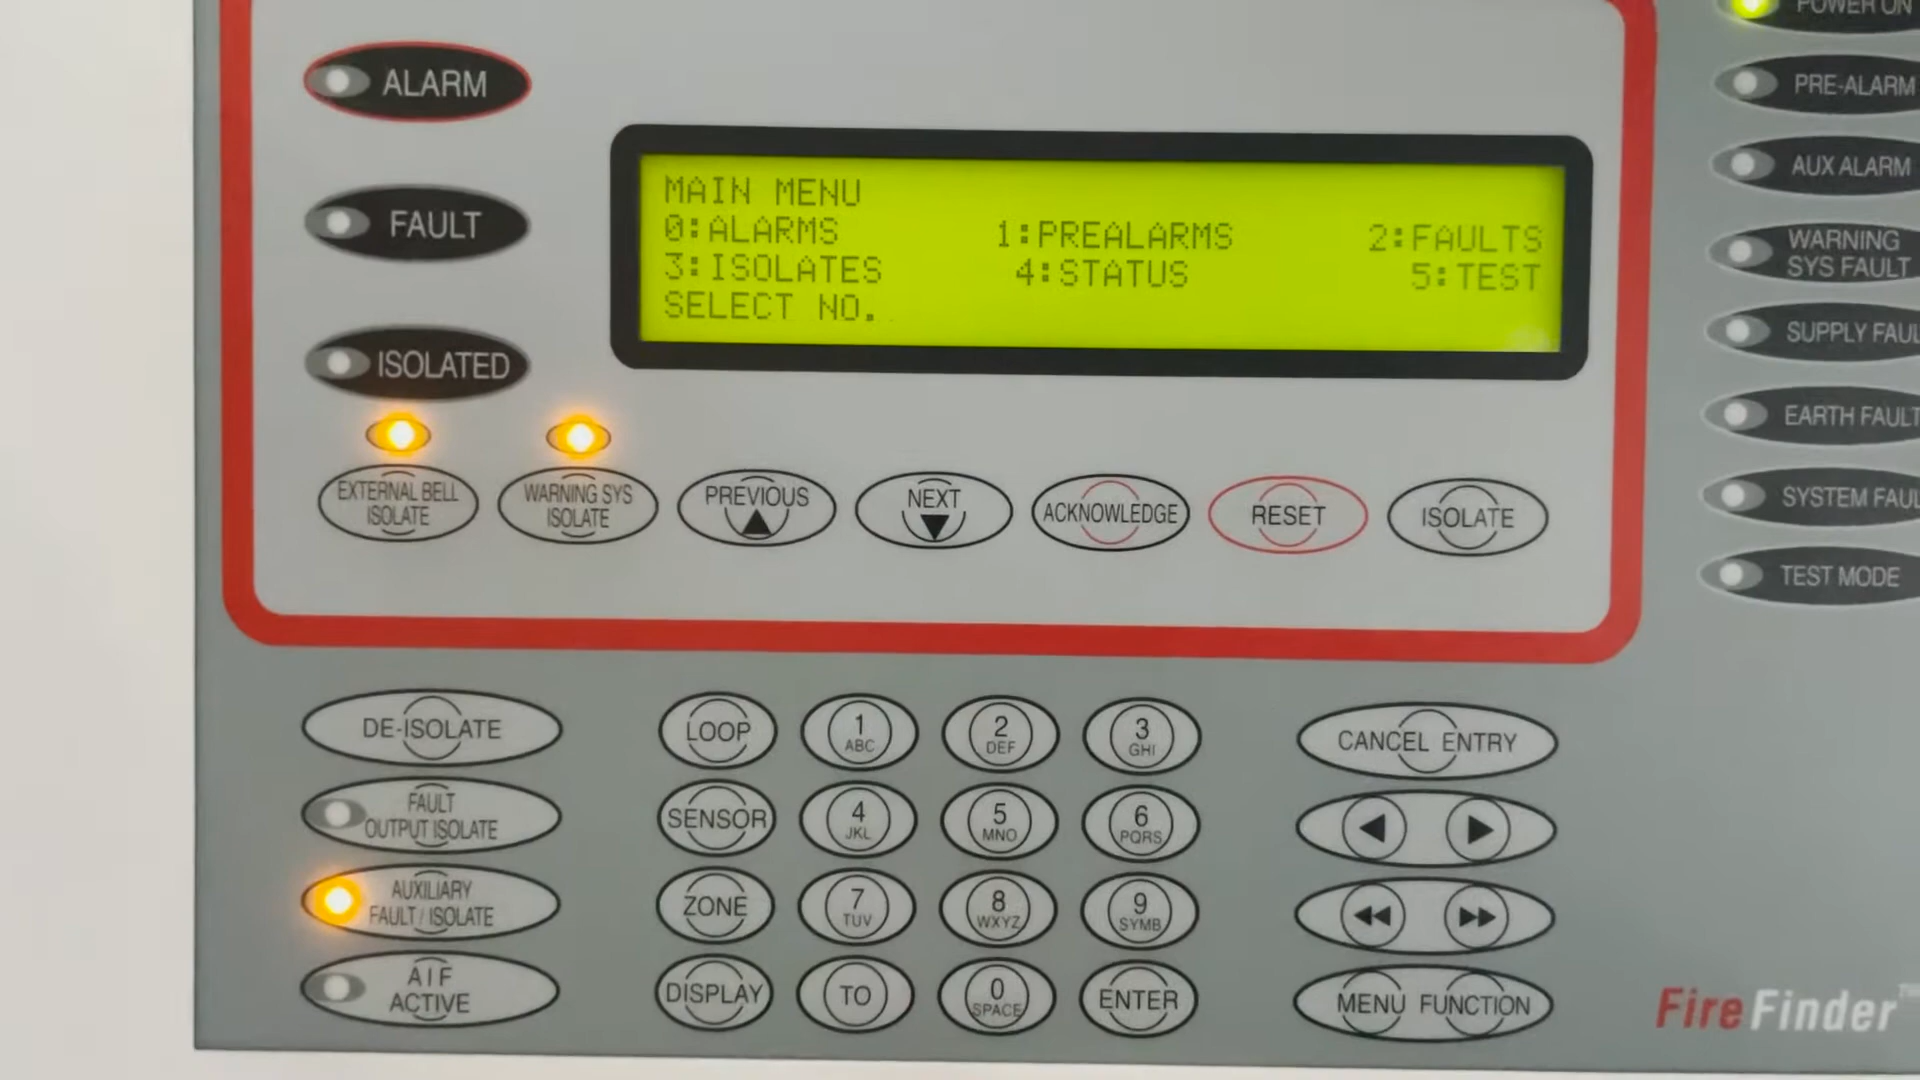 POWER ON
ALARM
PRE-ALARM
AUX ALARM
MAIN MENU
0:ALARMS 1:PREALARMS 2:FAULTS
3:ISOLATES 4:STATUS 5:TEST
SELECT NO.
FAULT
WARNING
SYS FAULT
SUPPLY FAUL
ISOLATED
EARTH FAULT
EXTERNAL BELL
ISOLATE
WARNING SYS
ISOLATE
PREVIOUS
NEXT
ACKNOWLEDGE
RESET
ISOLATE
SYSTEM FAUL
TEST MODE
DE-ISOLATE
LOOP
1
ABC
2
DEF
3
GHI
CANCEL ENTRY
FAULT
OUTPUT ISOLATE
SENSOR
4
JKL
5
MNO
6
PQRS
AUXILIARY
FAULT / ISOLATE
ZONE
7
TUV
8
WXYZ
9
SYMB
AIF
ACTIVE
DISPLAY
TO
0
SPACE
ENTER
MENU FUNCTION
FireFinder™